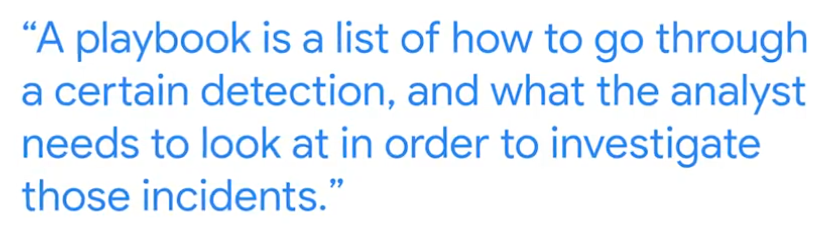 “A playbook is a list of how to go through
a certain detection, and what the analyst
needs to look at in order to investigate
those incidents.”